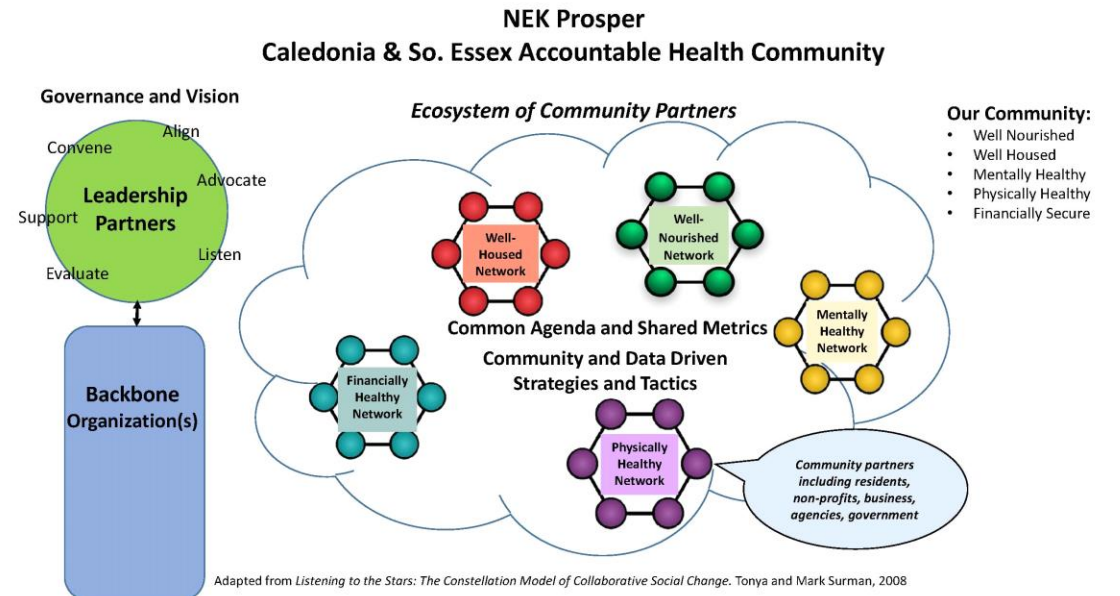 NEK Prosper
Caledonia & So. Essex Accountable Health Community
Governance and Vision
Align
Convene
Advocate
Leadership
Partners
Support
Listen
Evaluate
Backbone
Organization(s)
Ecosystem of Community Partners
Well-
Housed
Network
Well-
Nourished
Network
Mentally
Healthy
Network
Common Agenda and Shared Metrics
Community and Data Driven
Strategies and Tactics
Financially
Healthy
Network
Physically
Healthy
Network
Community partners
including residents,
non-profits, business,
agencies, government
Our Community:
• Well Nourished
• Well Housed
• Mentally Healthy
• Physically Healthy
• Financially Secure
Adapted from Listening to the Stars: The Constellation Model of Collaborative Social Change. Tonya and Mark Surman, 2008